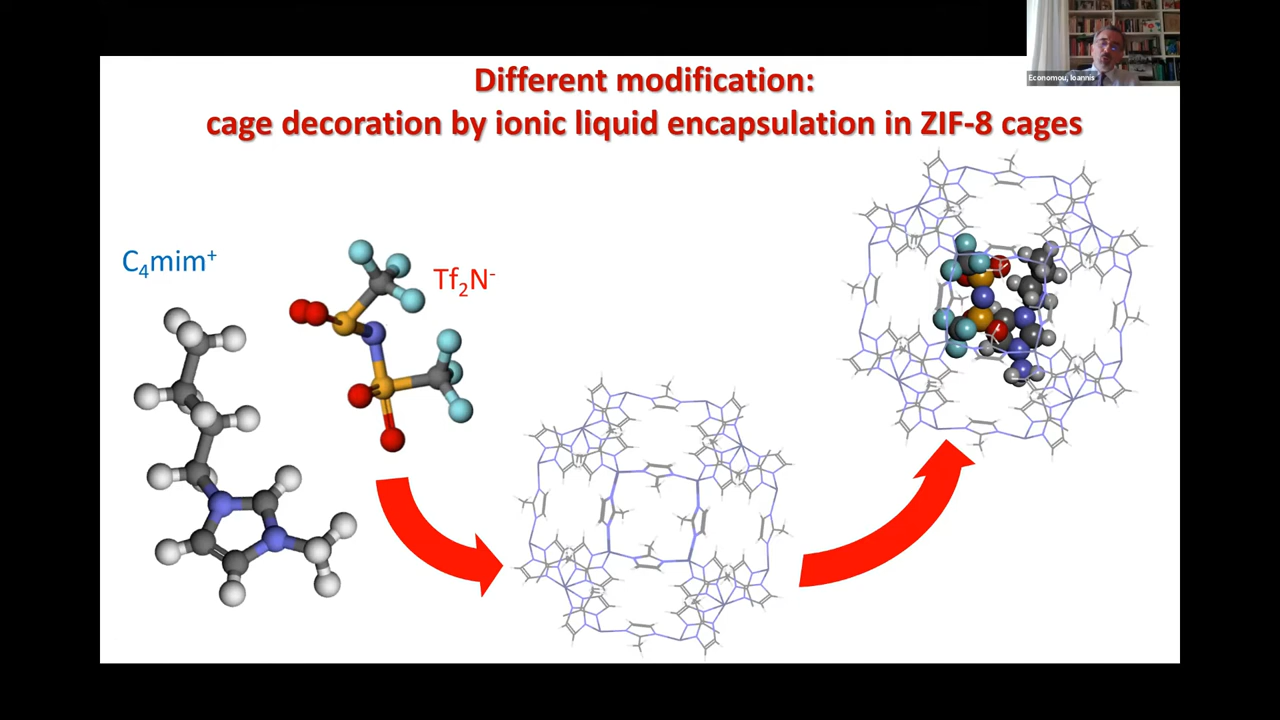 Economou, Ioannis
Different modification:
cage decoration by ionic liquid encapsulation in ZIF-8 cages
C₄mim⁺
Tf₂N⁻